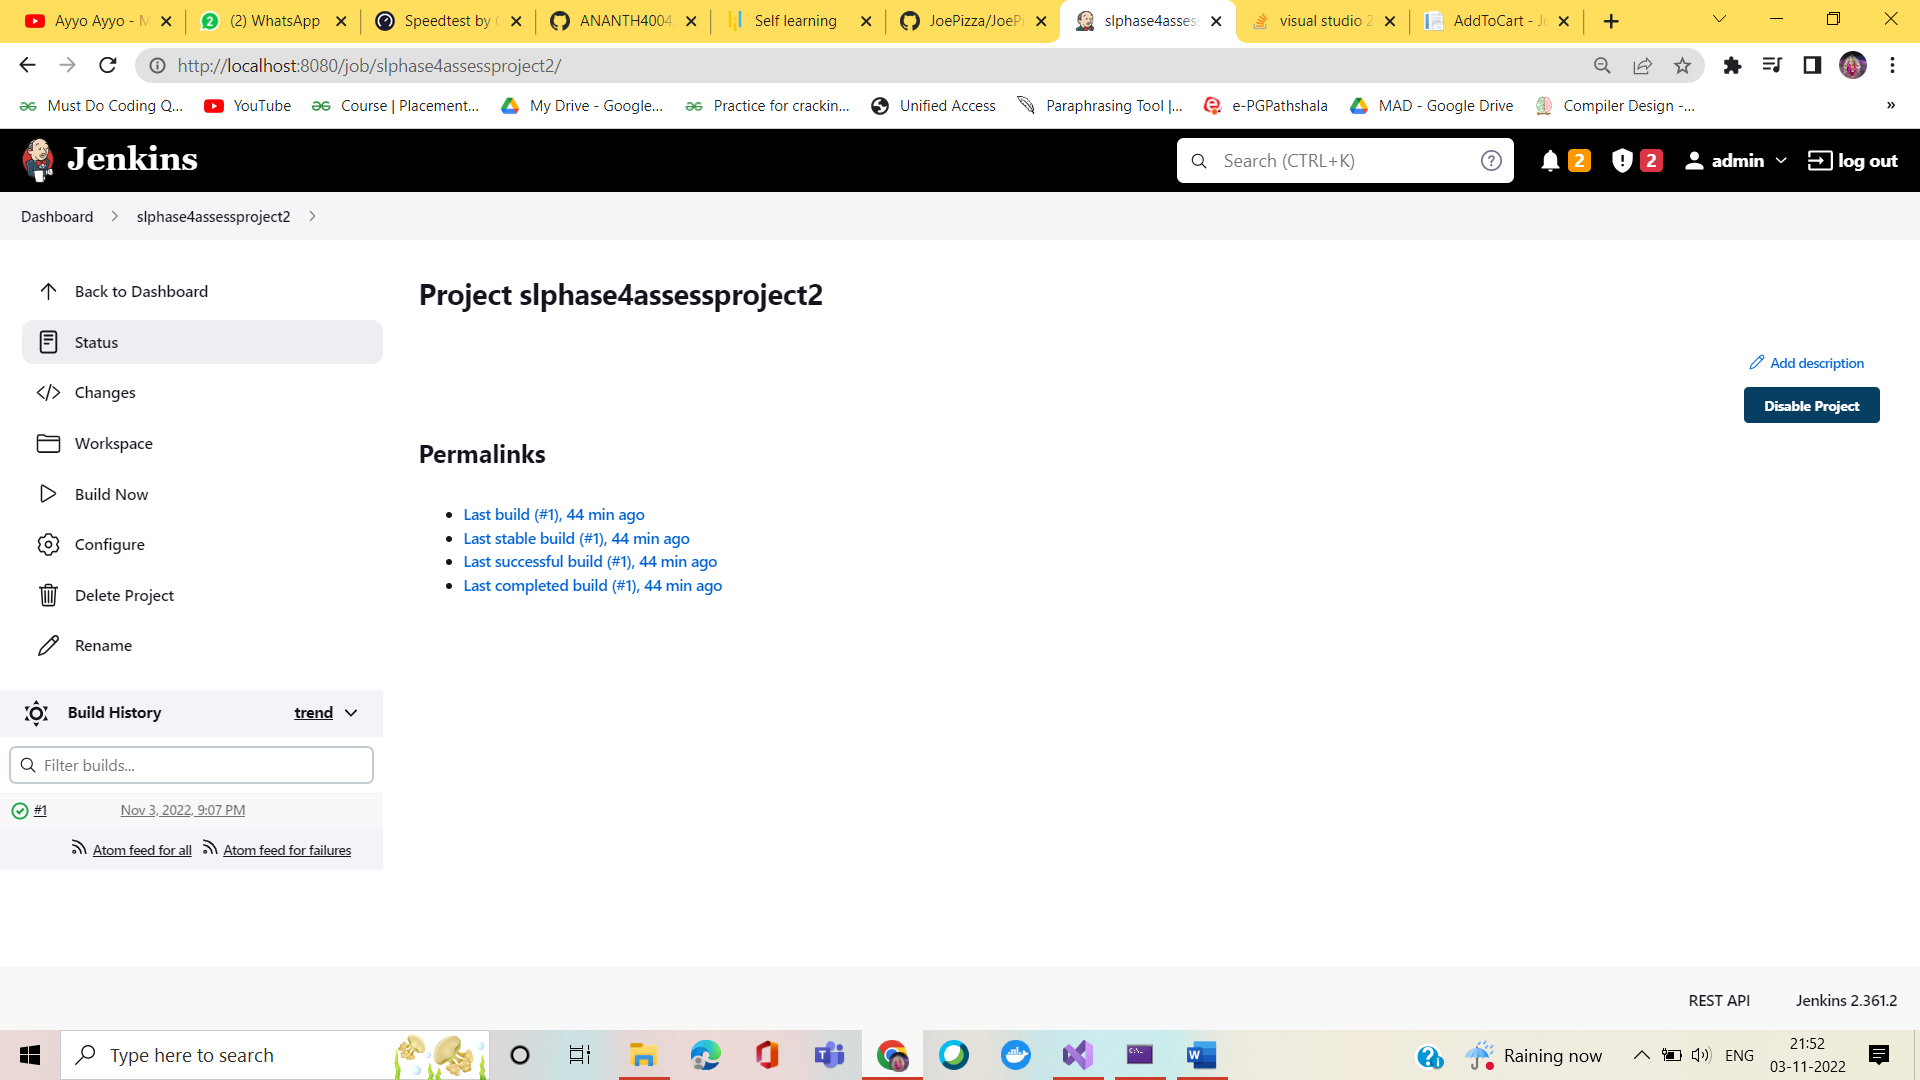 Ayyo Ayyo - M
(2) WhatsApp
Speedtest by
ANANTH4004
Self learning
JoePizza/JoePi
slphase4assess
visual studio 2
AddToCart - Jo
http://localhost:8080/job/slphase4assessproject2/
Must Do Coding Q...
YouTube
Course | Placement...
My Drive - Google...
Practice for crackin...
Unified Access
Paraphrasing Tool |...
e-PGPathshala
MAD - Google Drive
Compiler Design -...
»
Jenkins
Search (CTRL+K)
2
2
admin
log out
Dashboard
slphase4assessproject2
Back to Dashboard
Status
Changes
Workspace
Build Now
Configure
Delete Project
Rename
Project slphase4assessproject2
Add description
Disable Project
Permalinks
Last build (#1), 44 min ago
Last stable build (#1), 44 min ago
Last successful build (#1), 44 min ago
Last completed build (#1), 44 min ago
Build History
trend
Filter builds...
#1
Nov 3, 2022, 9:07 PM
Atom feed for all
Atom feed for failures
REST API
Jenkins 2.361.2
Type here to search
Raining now
ENG
21:52
03-11-2022